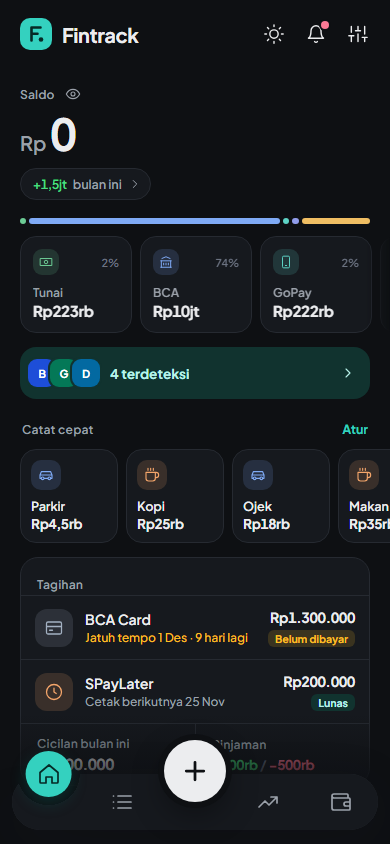 F.
Fintrack
Saldo
Rp 0
+1,5jt bulan ini
2%
Tunai
Rp223rb
74%
BCA
Rp10jt
2%
GoPay
Rp222rb
B G D 4 terdeteksi
Catat cepat
Atur
Parkir
Rp4,5rb
Kopi
Rp25rb
Ojek
Rp18rb
Makan
Rp35rb
Tagihan
BCA Card
Rp1.300.000
Jatuh tempo 1 Des · 9 hari lagi
Belum dibayar
SPayLater
Rp200.000
Cetak berikutnya 25 Nov
Lunas
Cicilan bulan ini
00.000
injaman
00rb / -500rb